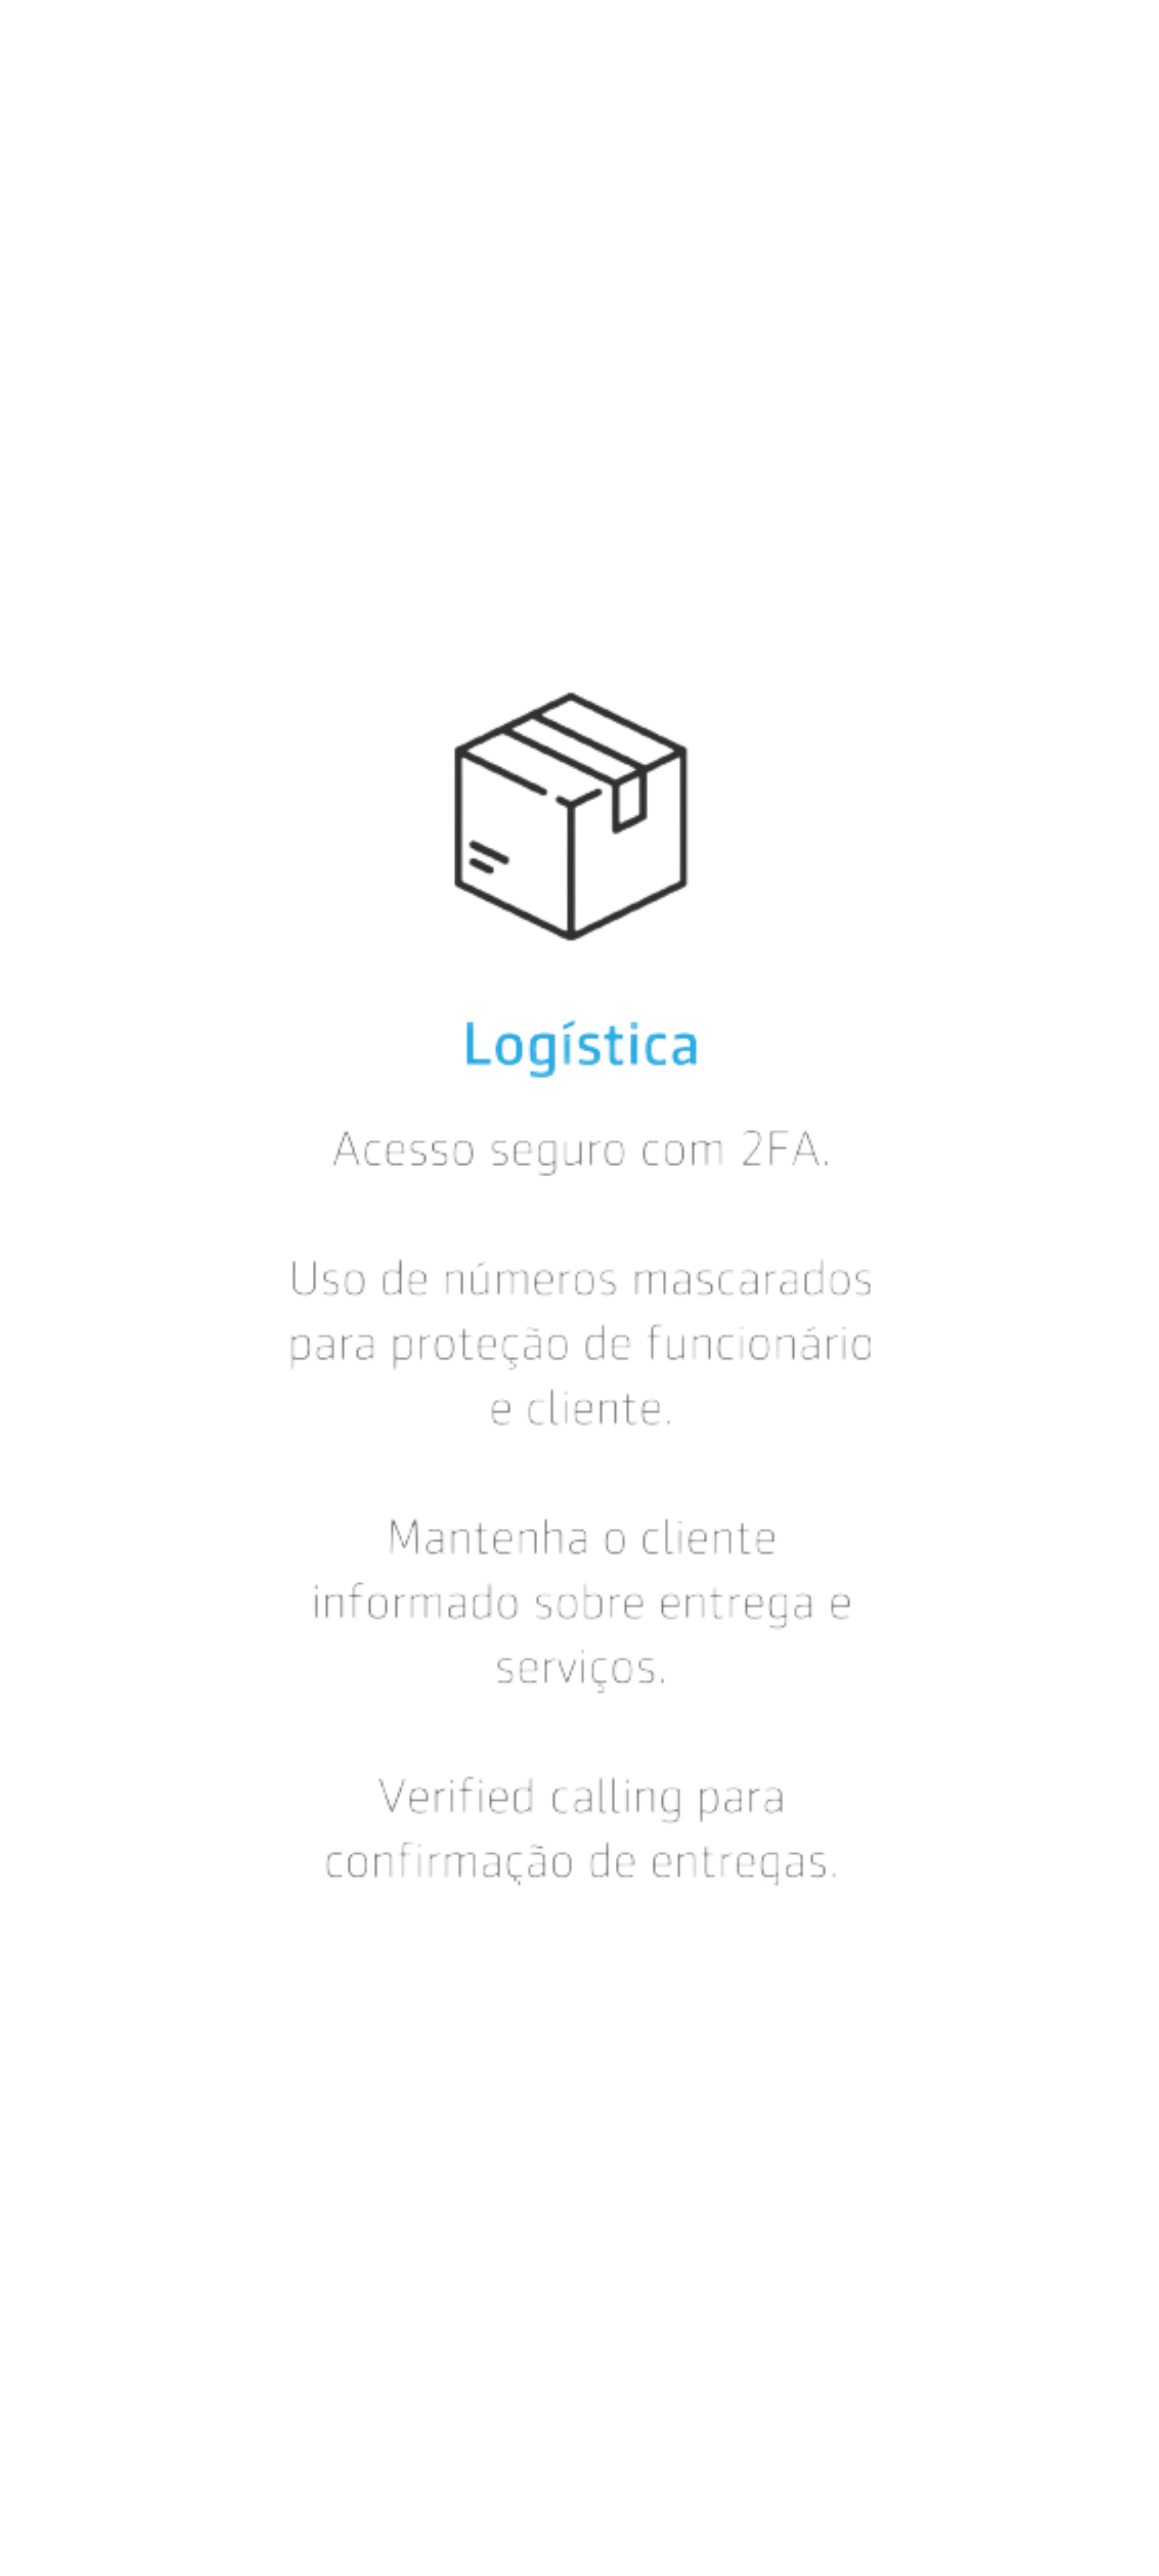 Logística
Acesso seguro com 2FA.
Uso de números mascarados
para proteção de funcionário
e cliente.
Mantenha o cliente
informado sobre entrega e
serviços.
Verified calling para
confirmação de entregas.